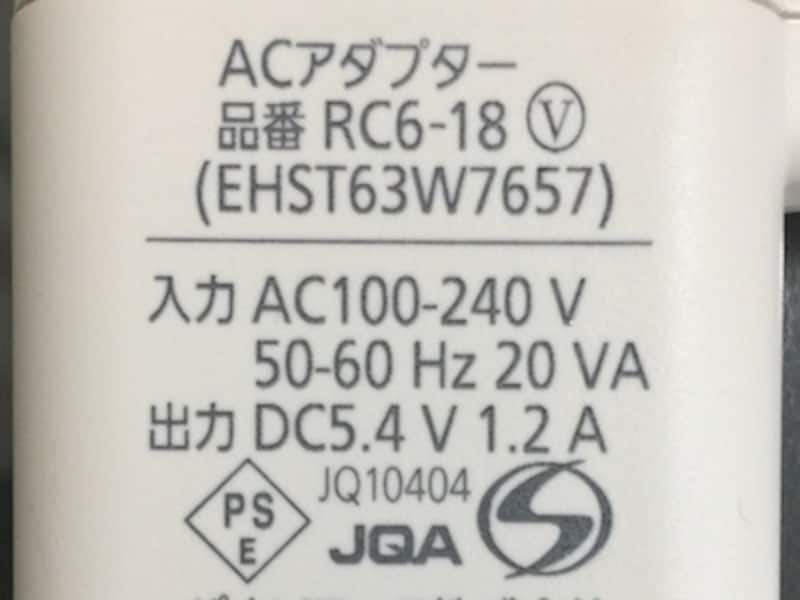 ACアダプター
品番 RC6-18 Ⓥ
(EHST63W7657)
入力 AC100-240 V
50-60 Hz 20 VA
出力 DC5.4 V 1.2 A
JQ10404
PS
E
JQA